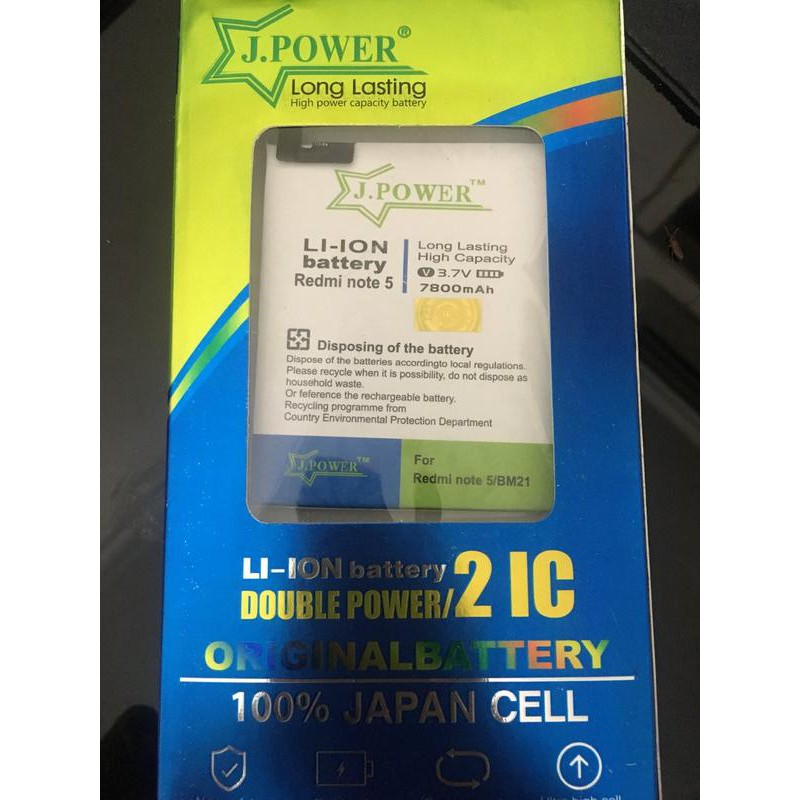 J.POWER®
Long Lasting
High power capacity battery
J.POWER™
LI-ION
battery
Redmi note 5
Long Lasting
High Capacity
V 3.7V
7800mAh
Disposing of the battery
Dispose of the batteries accordingto local regulations.
Please recycle when it is possibility, do not dispose as
household waste.
Or feference the rechargeable battery.
Recycling programme from
Country Environmental Protection Department
J.POWER™
For
Redmi note 5/BM21
LI-ION battery
DOUBLE POWER/2 IC
ORIGINALBATTERY
100% JAPAN CELL